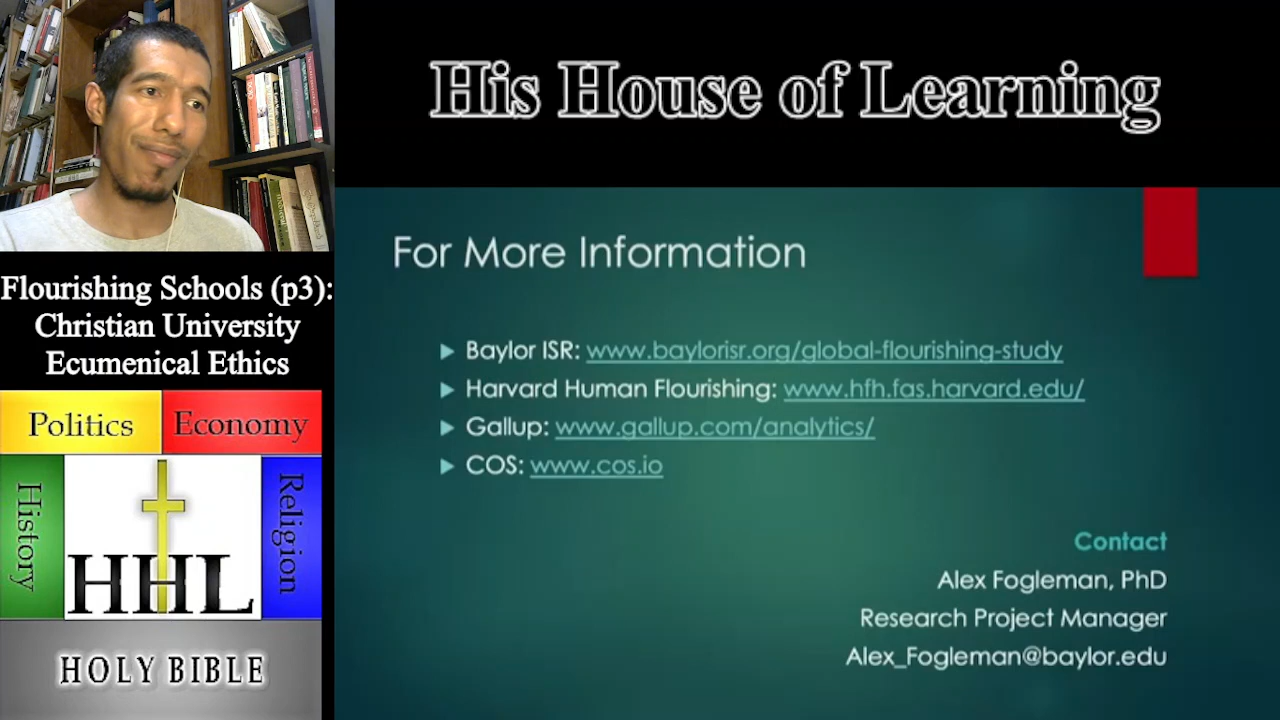 His House of Learning
Flourishing Schools (p3):
Christian University
Ecumenical Ethics
Politics
Economy
History
Religion
HHL
HOLY BIBLE
For More Information
Baylor ISR: www.baylorisr.org/global-flourishing-study
Harvard Human Flourishing: www.hfh.fas.harvard.edu/
Gallup: www.gallup.com/analytics/
COS: www.cos.io
Contact
Alex Fogleman, PhD
Research Project Manager
Alex_Fogleman@baylor.edu